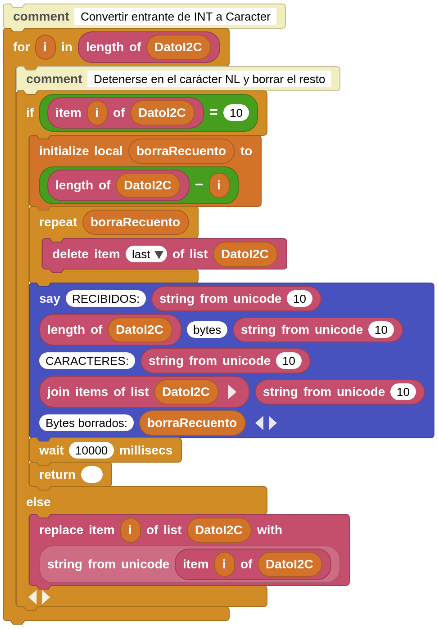 comment Convertir entrante de INT a Caracter
for i in length of DatoI2C
comment Detenerse en el carácter NL y borrar el resto
if item i of DatoI2C = 10
initialize local borraRecuento to
length of DatoI2C − i
repeat borraRecuento
delete item last ▼ of list DatoI2C
say RECIBIDOS: string from unicode 10
length of DatoI2C bytes string from unicode 10
CARACTERES: string from unicode 10
join items of list DatoI2C string from unicode 10
Bytes borrados: borraRecuento
wait 10000 millisecs
return
else
replace item i of list DatoI2C with
string from unicode item i of DatoI2C